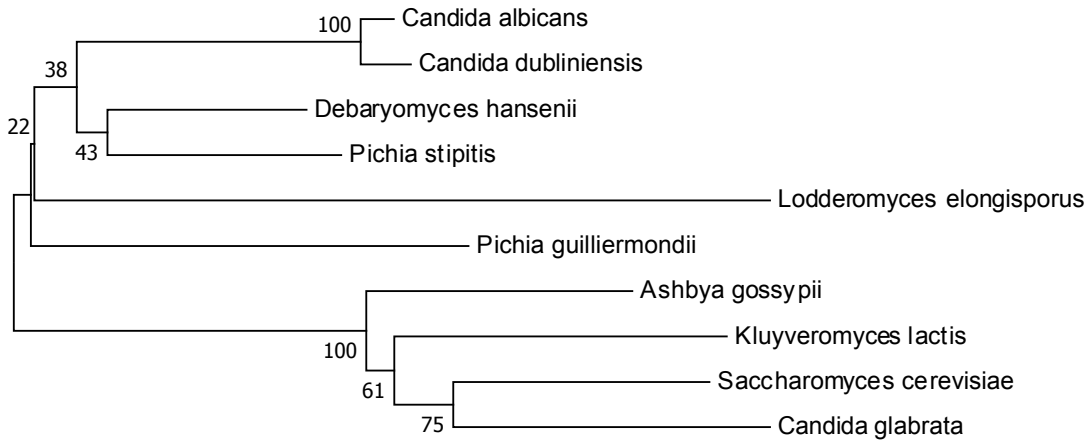 100
Candida albicans
Candida dubliniensis
38
Debaryomyces hansenii
22
43
Pichia stipitis
Lodderomyces elongisporus
Pichia guilliermondii
Ashbya gossypii
100
Kluyveromyces lactis
61
Saccharomyces cerevisiae
75
Candida glabrata